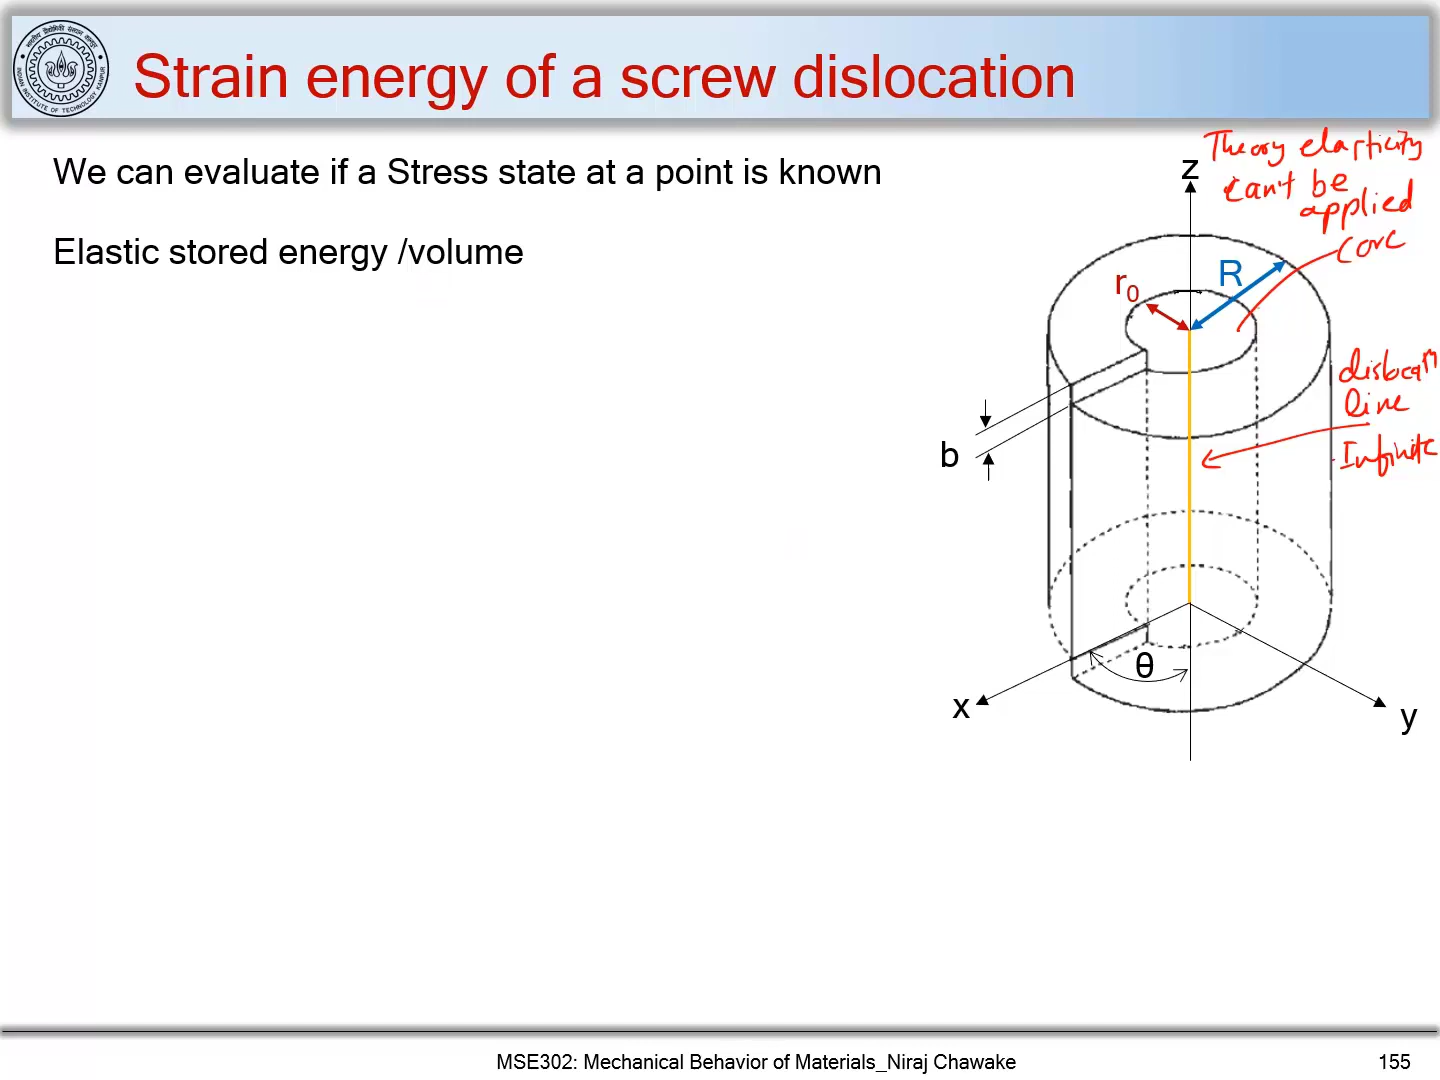 Strain energy of a screw dislocation
We can evaluate if a Stress state at a point is known
Elastic stored energy /volume
Theory elasticity
can't be
applied
core
z
R
r0
line
Infinite
b
θ
x
y
MSE302: Mechanical Behavior of Materials_Niraj Chawake
155